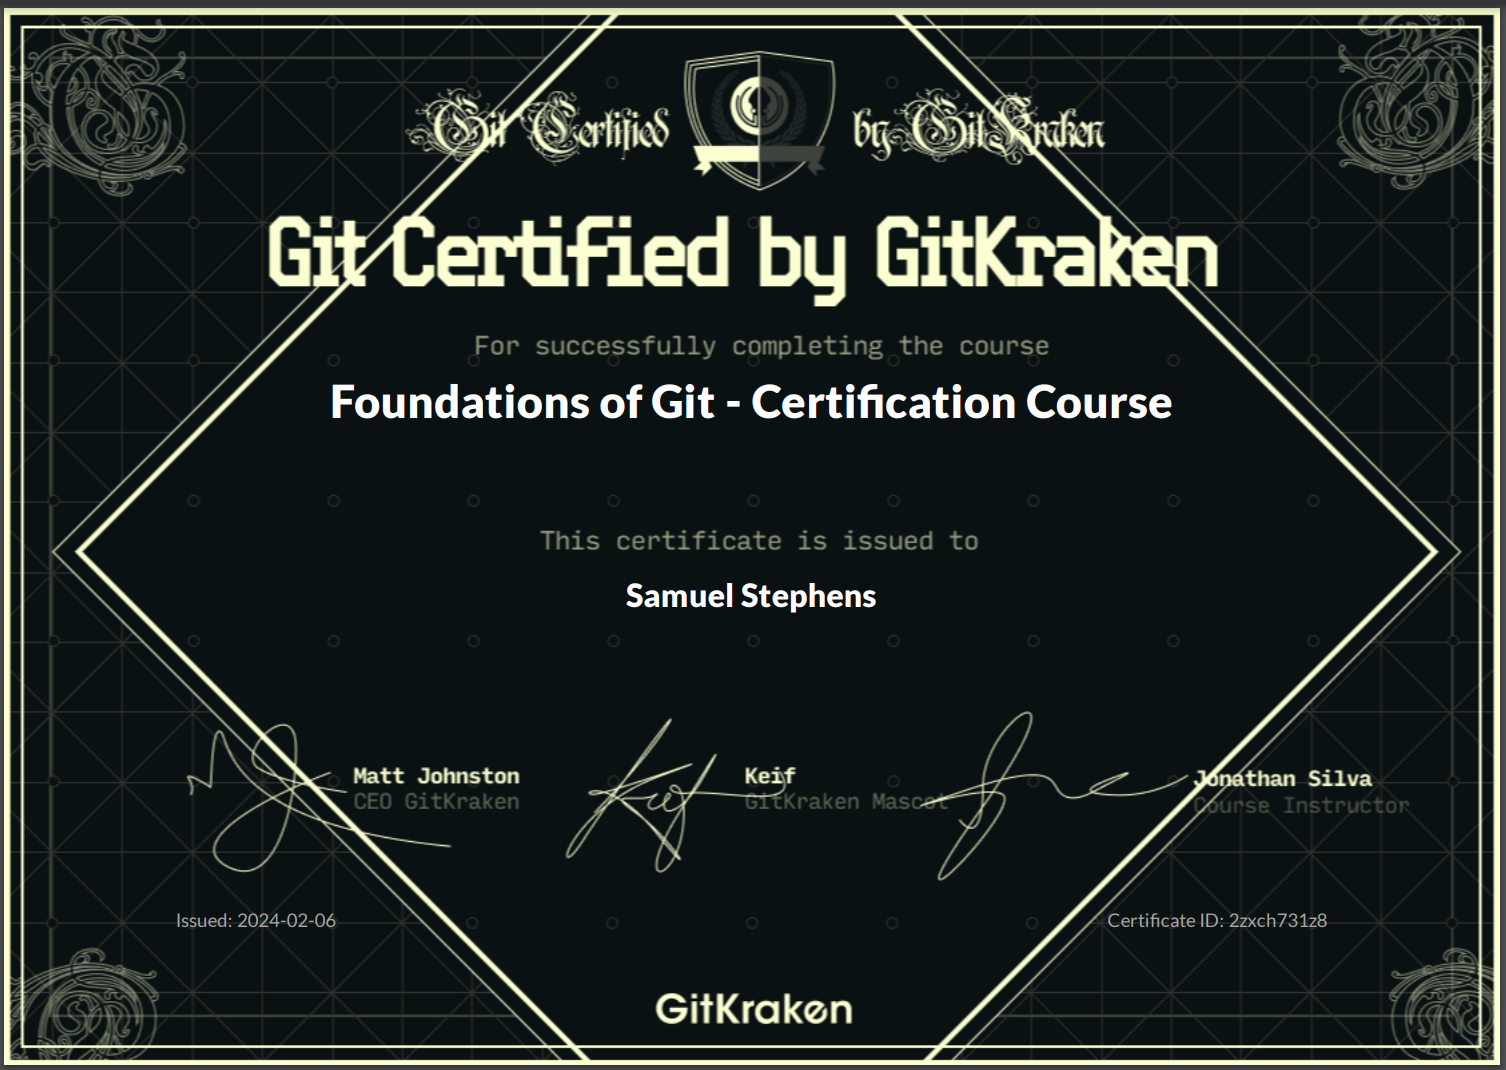 Git Certified by GitKraken
Git Certified by GitKraken
For successfully completing the course
Foundations of Git - Certification Course
This certificate is issued to
Samuel Stephens
Matt Johnston
CEO GitKraken
Keif
GitKraken Mascot
Jonathan Silva
Course Instructor
Issued: 2024-02-06
Certificate ID: 2zxch731z8
GitKraken